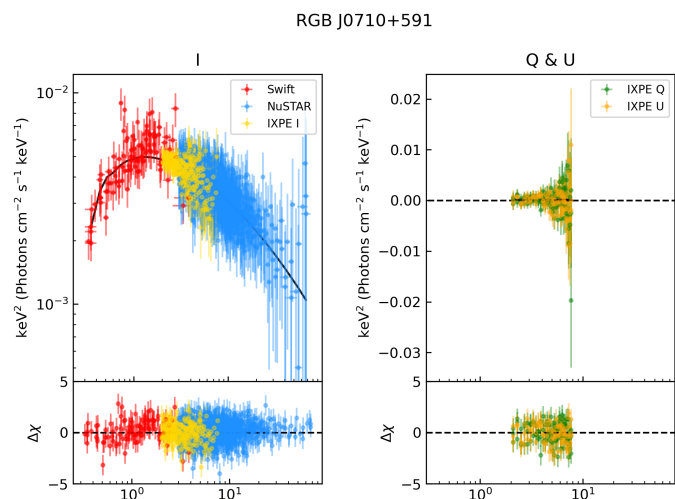 RGB J0710+591
I
Q & U
Swift
NuSTAR
IXPE I
IXPE Q
IXPE U
keV² (Photons cm⁻² s⁻¹ keV⁻¹)
10⁻²
10⁻³
keV² (Photons cm⁻² s⁻¹ keV⁻¹)
0.02
0.01
0.00
−0.01
−0.02
−0.03
Δχ
5
0
−5
10⁰
10¹
Δχ
5
0
−5
10⁰
10¹